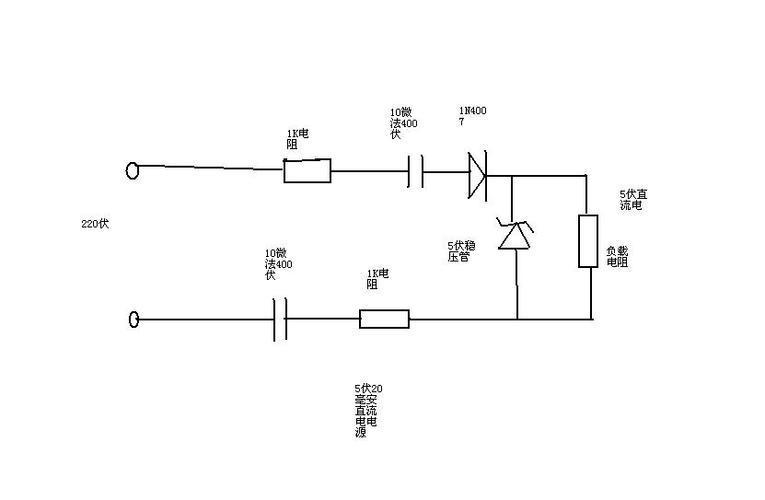 10微
法400
伏
1N400
7
1K电
阻
5伏直
流电
220伏
5伏稳
压管
负载
电阻
10微
法400
伏
1K电
阻
5伏20
毫安
直流
电电
源